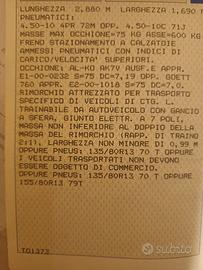 LUNGHEZZA 2,880 M LARGHEZZA 1,690 M
PNEUMATICI:
4.50-10 4PR 72M OPP. 4.50-10C 71J
MASSE MAX OCCHIONE=75 KG ASSE=600 KG
FRENO STAZIONAMENTO A CALZATOIE
AMMESSI PNEUMATICI CON INDICI DI
CARICO/VELOCITA' SUPERIORI.
OCCHIONE: AL-KO AK7V AUSF.E APPR.
E1-00-0232 S=75 DC=7,19 OPP. GOETT
760 APPR. E2-00-1018 S=75 DC=7,0.
RIMORCHIO ATTREZZATO PER TRASPORTO
SPECIFICO DI VEICOLI DI CTG. L.
TRAINABILE DA AUTOVEICOLO CON GANCIO
A SFERA, GIUNTO ELETTR. A 7 POLI,
MASSA NON INFERIORE AL DOPPIO DELLA
MASSA DEL RIMORCHIO (RAPP. DI TRAINO
2:1), LARGHEZZA NON MINORE DI 0,99 M
OPPURE PNEUS: 135/80R13 70 T OPPURE
I VEICOLI TRASPORTATI NON DEVONO
ESSERE OGGETTO DI COMMERCIO.
OPPURE PNEUS: 135/80R13 70 T OPPURE
155/80R13 79T
TO1373
subito